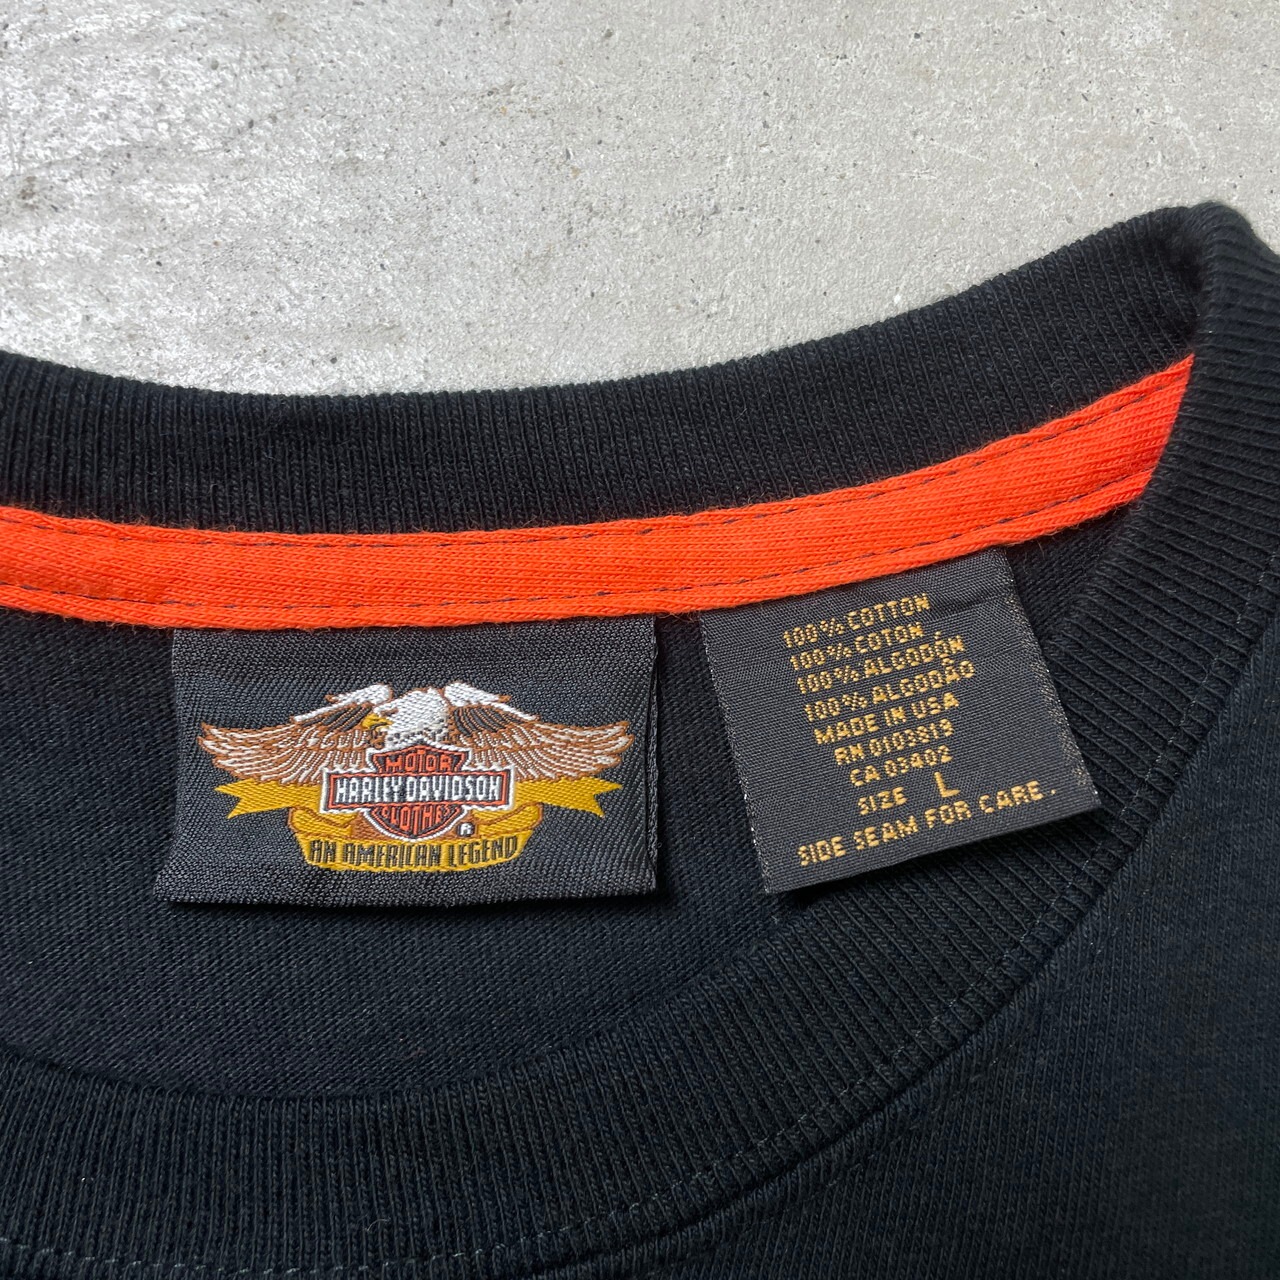 MOTOR
HARLEY-DAVIDSON
CLOTHES
®
AN AMERICAN LEGEND
100% COTTON
100% COTON
100% ALGODÓN
100% ALGODÃO
MADE IN USA
RN 0103819
CA 03402
SIZE L
SIDE SEAM FOR CARE.